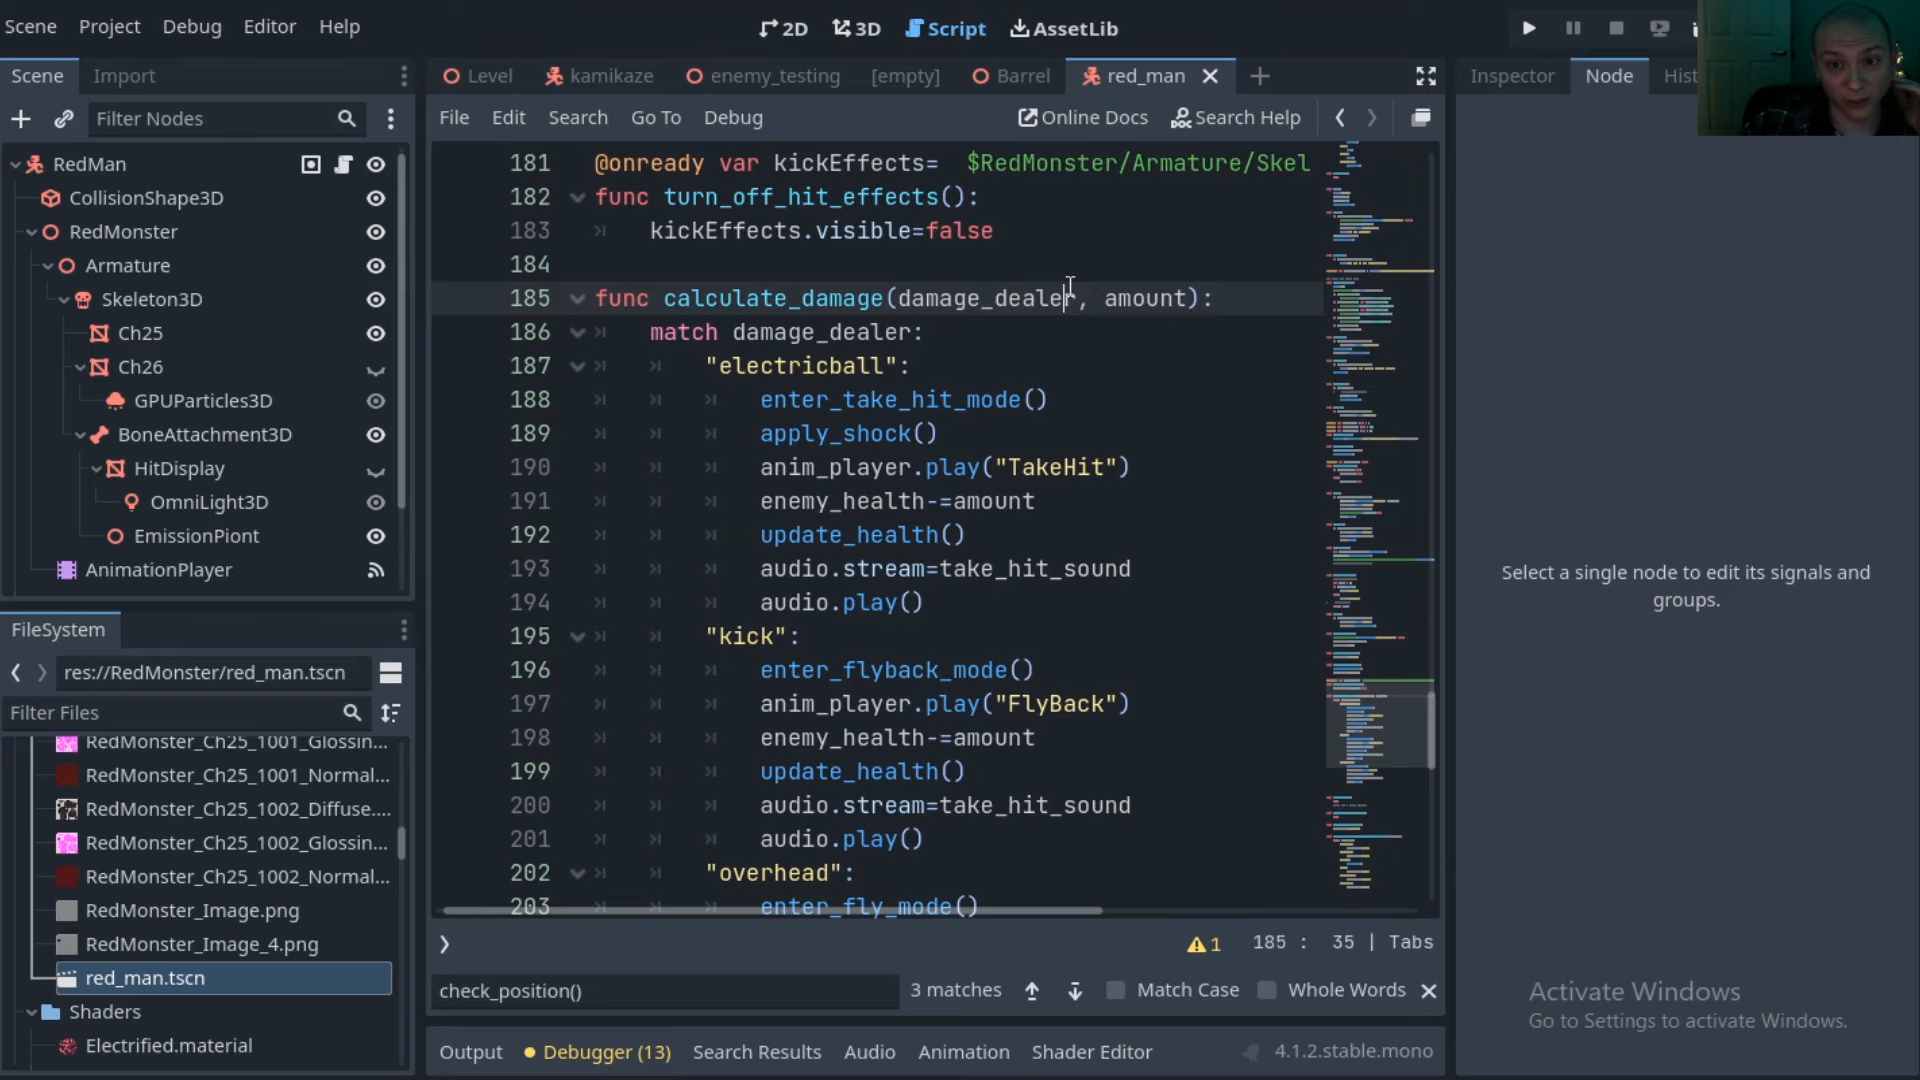 Scene Project Debug Editor Help
2D 3D Script AssetLib
Scene Import
Level kamikaze enemy_testing [empty] Barrel red_man
Inspector Node Hist
Filter Nodes
File Edit Search Go To Debug Online Docs Search Help
RedMan
CollisionShape3D
RedMonster
Armature
Skeleton3D
Ch25
Ch26
GPUParticles3D
BoneAttachment3D
HitDisplay
OmniLight3D
EmissionPiont
AnimationPlayer
181 @onready var kickEffects= $RedMonster/Armature/Skel
182 func turn_off_hit_effects():
183 kickEffects.visible=false
184
185 func calculate_damage(damage_dealer, amount):
186 match damage_dealer:
187 "electricball":
188 enter_take_hit_mode()
189 apply_shock()
190 anim_player.play("TakeHit")
191 enemy_health-=amount
192 update_health()
193 audio.stream=take_hit_sound
194 audio.play()
195 "kick":
196 enter_flyback_mode()
197 anim_player.play("FlyBack")
198 enemy_health-=amount
199 update_health()
200 audio.stream=take_hit_sound
201 audio.play()
202 "overhead":
203 enter_fly_mode()
Select a single node to edit its signals and
groups.
FileSystem
res://RedMonster/red_man.tscn
Filter Files
RedMonster_Ch25_1001_Glossin...
RedMonster_Ch25_1001_Normal...
RedMonster_Ch25_1002_Diffuse....
RedMonster_Ch25_1002_Glossin...
RedMonster_Ch25_1002_Normal...
RedMonster_Image.png
RedMonster_Image_4.png
red_man.tscn
Shaders
Electrified.material
1 185 : 35 | Tabs
check_position() 3 matches Match Case Whole Words
Output Debugger (13) Search Results Audio Animation Shader Editor 4.1.2.stable.mono
Activate Windows
Go to Settings to activate Windows.